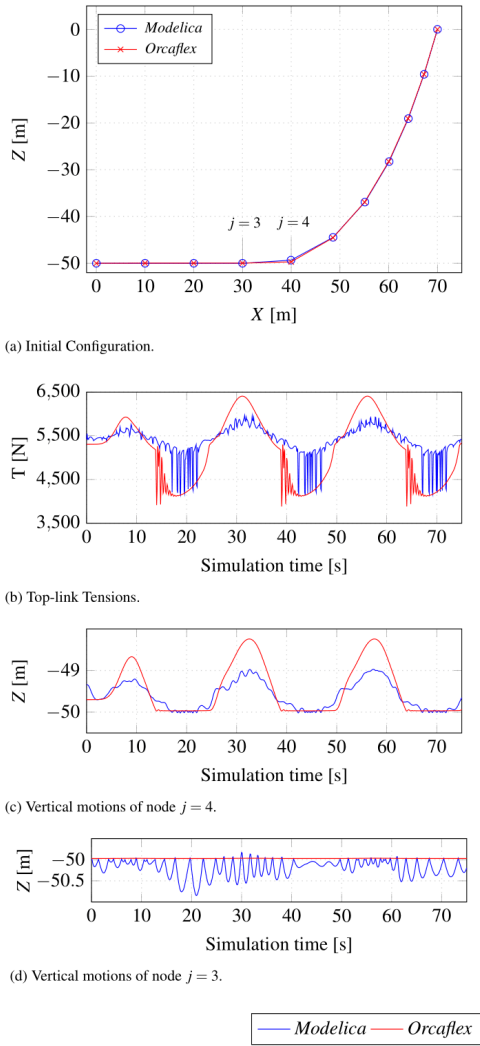 Modelica
Orcaflex
0
−10
−20
−30
−40
−50
Z [m]
j = 3
j = 4
0 10 20 30 40 50 60 70
X [m]
(a) Initial Configuration.
6,500
5,500
4,500
3,500
T [N]
0 10 20 30 40 50 60 70
Simulation time [s]
(b) Top-link Tensions.
−49
−50
Z [m]
0 10 20 30 40 50 60 70
Simulation time [s]
(c) Vertical motions of node j = 4.
−50
−50.5
Z [m]
0 10 20 30 40 50 60 70
Simulation time [s]
(d) Vertical motions of node j = 3.
Modelica Orcaflex